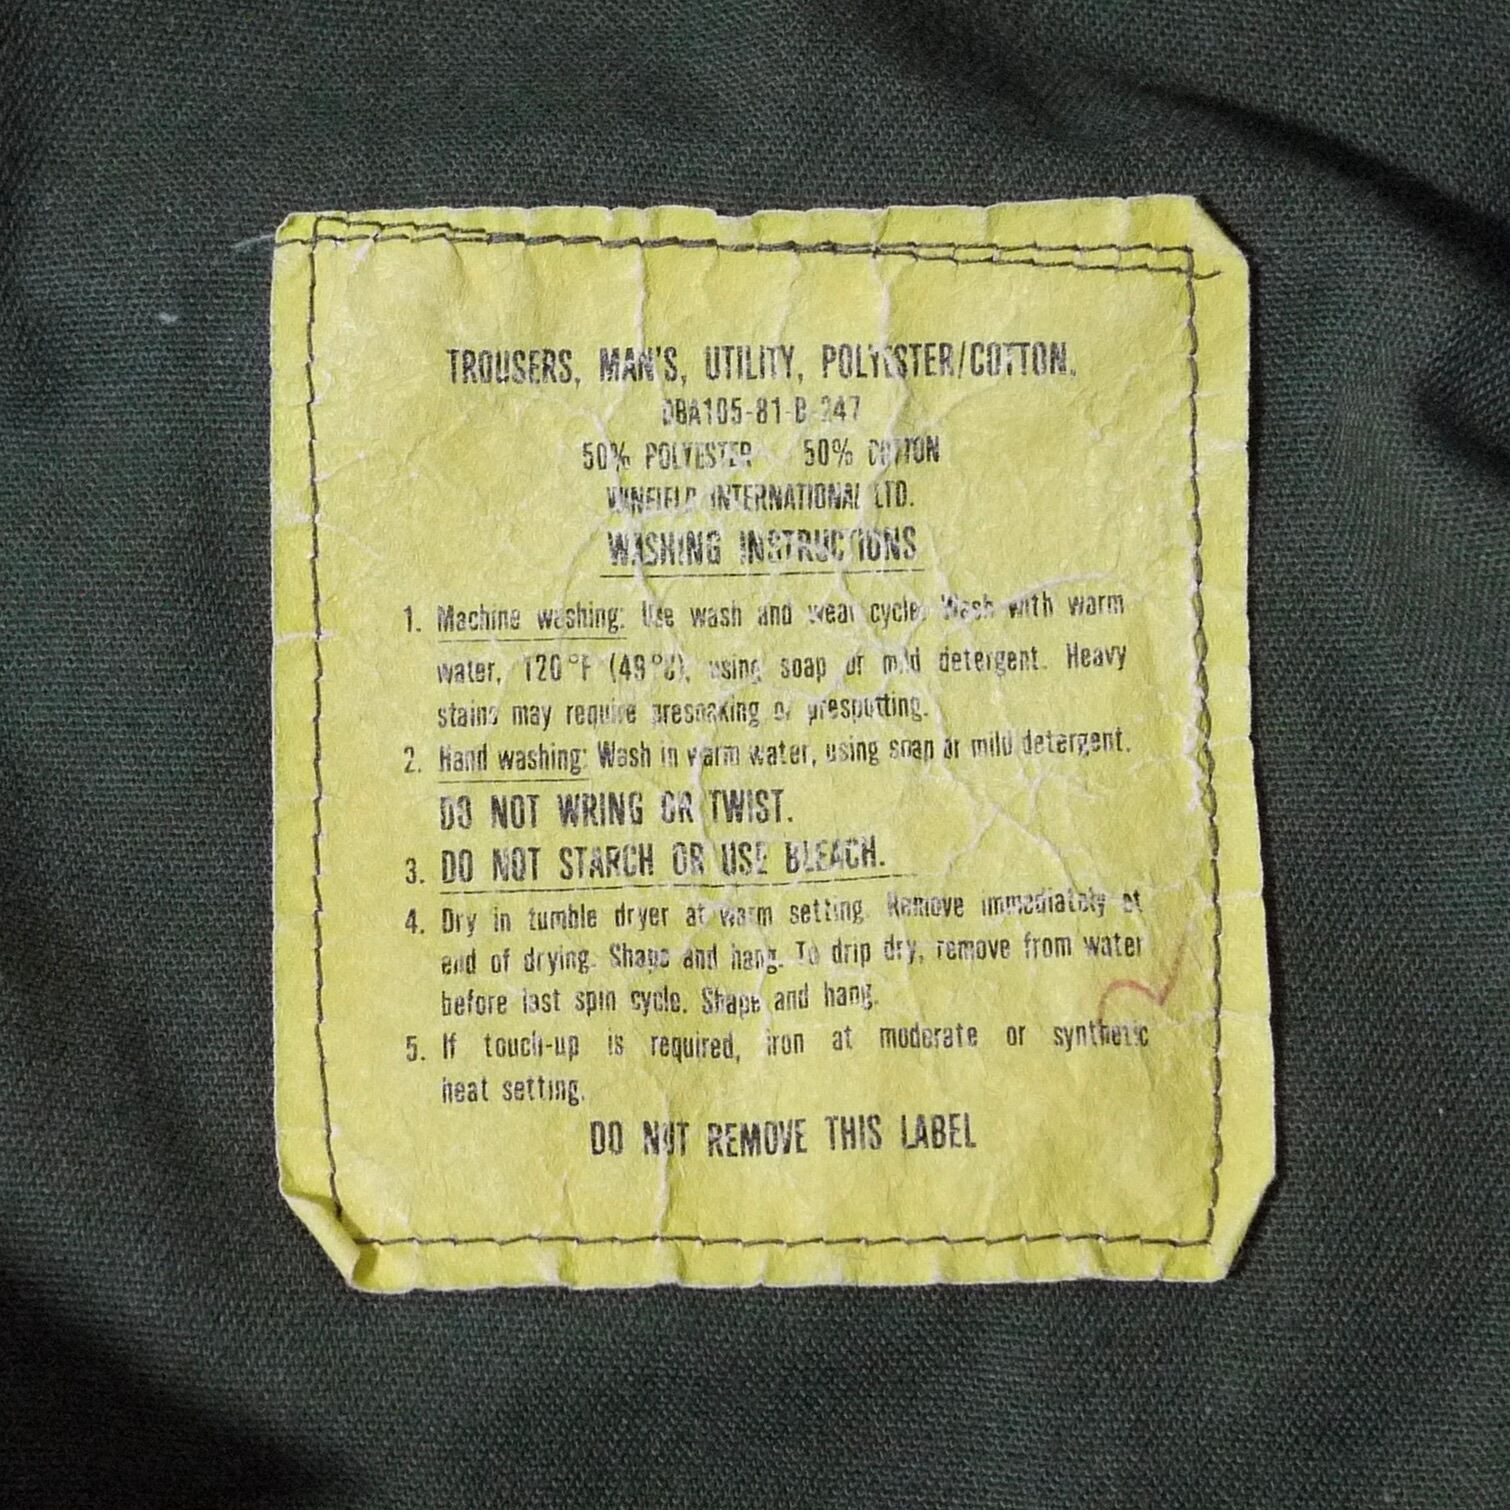 TROUSERS, MAN'S, UTILITY, POLYESTER/COTTON.
DBA105-81-B-247
50% POLYESTER 50% COTTON
WINFIELD INTERNATIONAL LTD.
WASHING INSTRUCTIONS
1. Machine washing: Use wash and wear cycle. Wash with warm
water, 120°F (49°C), using soap or mild detergent. Heavy
stains may require presoaking or prespotting.
2. Hand washing: Wash in warm water, using soap or mild detergent.
DO NOT WRING OR TWIST.
3. DO NOT STARCH OR USE BLEACH.
4. Dry in tumble dryer at warm setting. Remove immediately at
end of drying. Shape and hang. To drip dry, remove from water
before last spin cycle. Shape and hang.
5. If touch-up is required, iron at moderate or synthetic
heat setting.
DO NOT REMOVE THIS LABEL